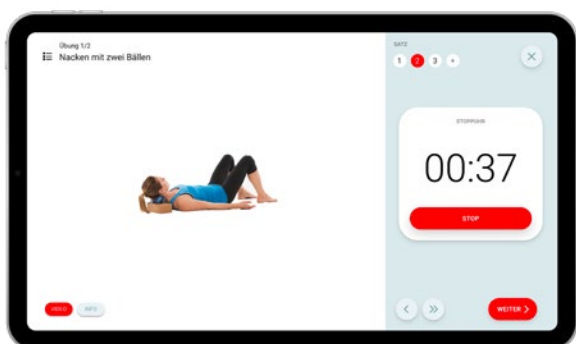 Übung 1/2
Nacken mit zwei Bällen
SATZ
1 2 3 +
STOPPUHR
00:37
STOP
VIDEO INFO
WEITER